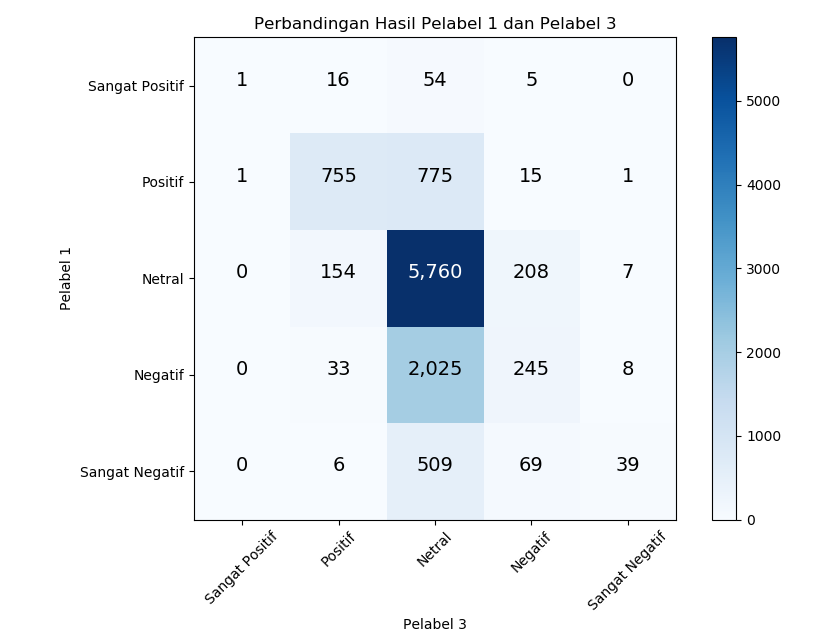 Perbandingan Hasil Pelabel 1 dan Pelabel 3
Sangat Positif 1 16 54 5 0
Positif 1 755 775 15 1
Netral 0 154 5,760 208 7
Negatif 0 33 2,025 245 8
Sangat Negatif 0 6 509 69 39
Pelabel 1
Sangat Positif Positif Netral Negatif Sangat Negatif
Pelabel 3
5000
4000
3000
2000
1000
0